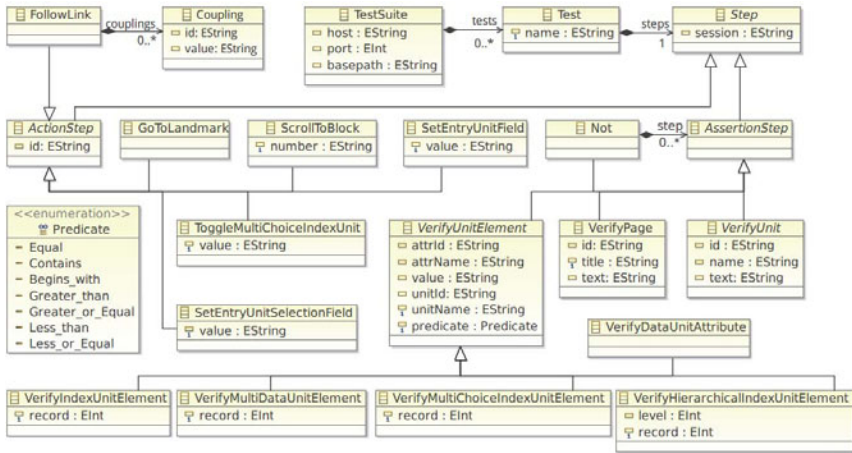 FollowLink
couplings
0..*
Coupling
id: EString
value: EString
TestSuite
host : EString
port : EInt
basepath : EString
tests
0..*
Test
name : EString
steps
1
Step
session : EString
ActionStep
id: EString
GoToLandmark
ScrollToBlock
number : EString
SetEntryUnitField
value : EString
Not
step
0..*
AssertionStep
<<enumeration>>
Predicate
Equal
Contains
Begins_with
Greater_than
Greater_or_Equal
Less_than
Less_or_Equal
ToggleMultiChoiceIndexUnit
value : EString
SetEntryUnitSelectionField
value : EString
VerifyUnitElement
attrId : EString
attrName : EString
value : EString
unitId: EString
unitName : EString
predicate : Predicate
VerifyPage
id : EString
title : EString
text: EString
VerifyUnit
id : EString
name : EString
text: EString
VerifyDataUnitAttribute
VerifyIndexUnitElement
record : EInt
VerifyMultiDataUnitElement
record : EInt
VerifyMultiChoiceIndexUnitElement
record : EInt
VerifyHierarchicalIndexUnitElement
level : EInt
record : EInt